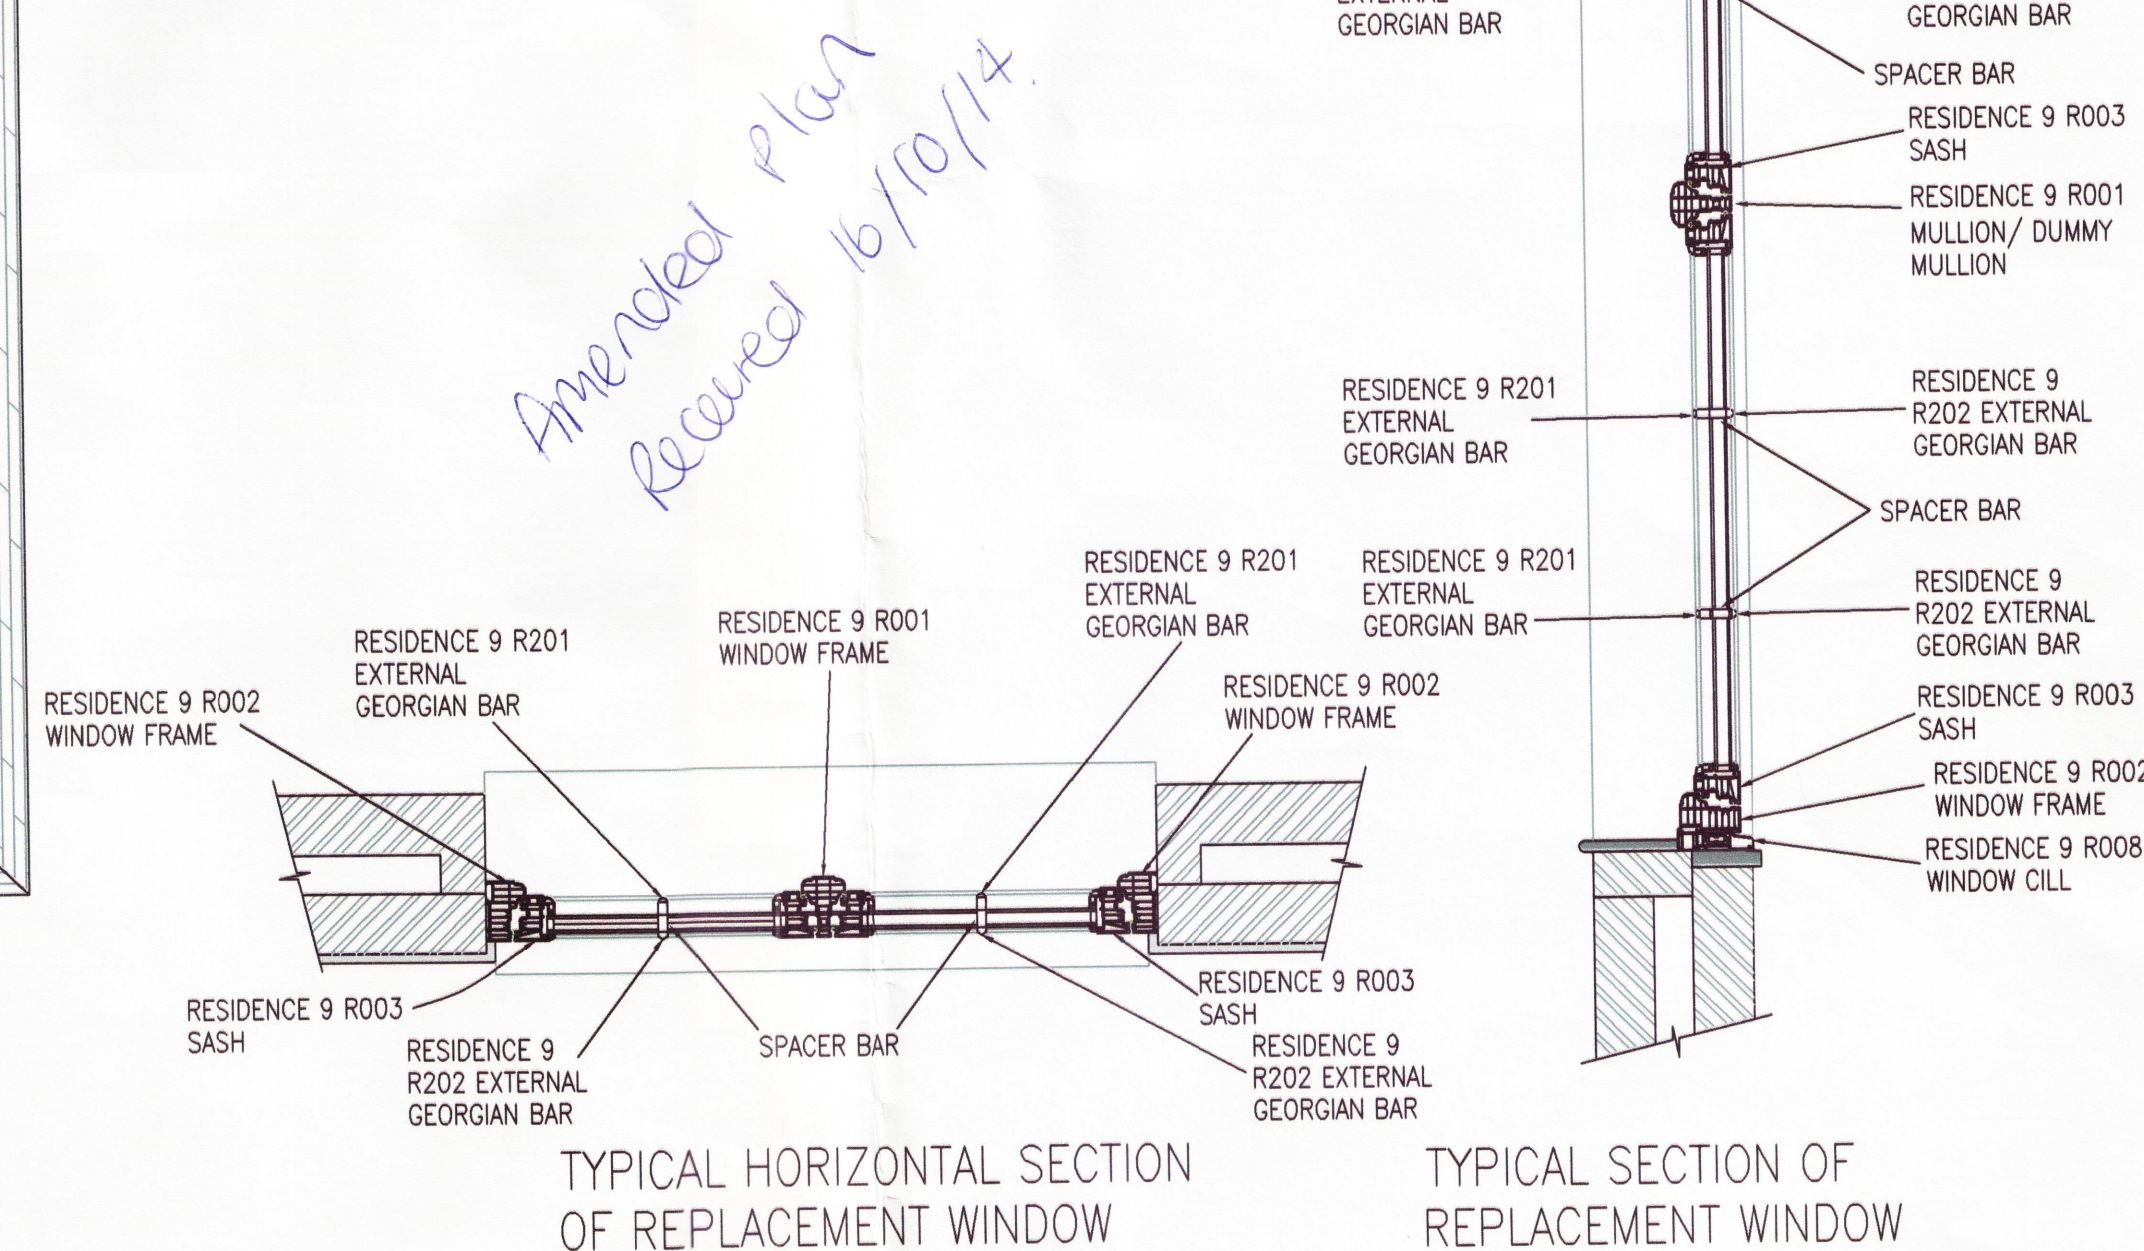 EXTERNAL
GEORGIAN BAR
GEORGIAN BAR
SPACER BAR
RESIDENCE 9 R003
SASH
RESIDENCE 9 R001
MULLION/ DUMMY
MULLION
Amended plan
Received 16/10/14.
RESIDENCE 9 R201
EXTERNAL
GEORGIAN BAR
RESIDENCE 9
R202 EXTERNAL
GEORGIAN BAR
SPACER BAR
RESIDENCE 9 R201
EXTERNAL
GEORGIAN BAR
RESIDENCE 9
R202 EXTERNAL
GEORGIAN BAR
RESIDENCE 9 R003
SASH
RESIDENCE 9 R002
WINDOW FRAME
RESIDENCE 9 R008
WINDOW CILL
RESIDENCE 9 R002
WINDOW FRAME
RESIDENCE 9 R201
EXTERNAL
GEORGIAN BAR
RESIDENCE 9 R001
WINDOW FRAME
RESIDENCE 9 R201
EXTERNAL
GEORGIAN BAR
RESIDENCE 9 R002
WINDOW FRAME
RESIDENCE 9 R003
SASH
RESIDENCE 9
R202 EXTERNAL
GEORGIAN BAR
SPACER BAR
RESIDENCE 9 R003
SASH
RESIDENCE 9
R202 EXTERNAL
GEORGIAN BAR
TYPICAL HORIZONTAL SECTION
OF REPLACEMENT WINDOW
TYPICAL SECTION OF
REPLACEMENT WINDOW